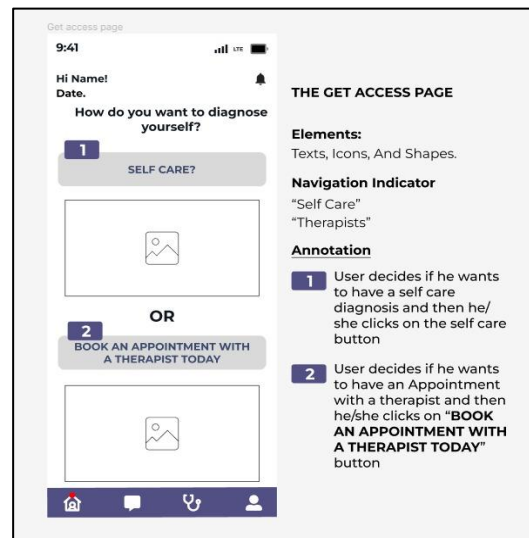 Get access page
9:41
LTE
Hi Name!
Date.
How do you want to diagnose
yourself?
1
SELF CARE?
OR
2
BOOK AN APPOINTMENT WITH
A THERAPIST TODAY
THE GET ACCESS PAGE
Elements:
Texts, Icons, And Shapes.
Navigation Indicator
“Self Care”
“Therapists”
Annotation
1
User decides if he wants
to have a self care
diagnosis and then he/
she clicks on the self care
button
2
User decides if he wants
to have an Appointment
with a therapist and then
he/she clicks on “BOOK
AN APPOINTMENT WITH
A THERAPIST TODAY”
button